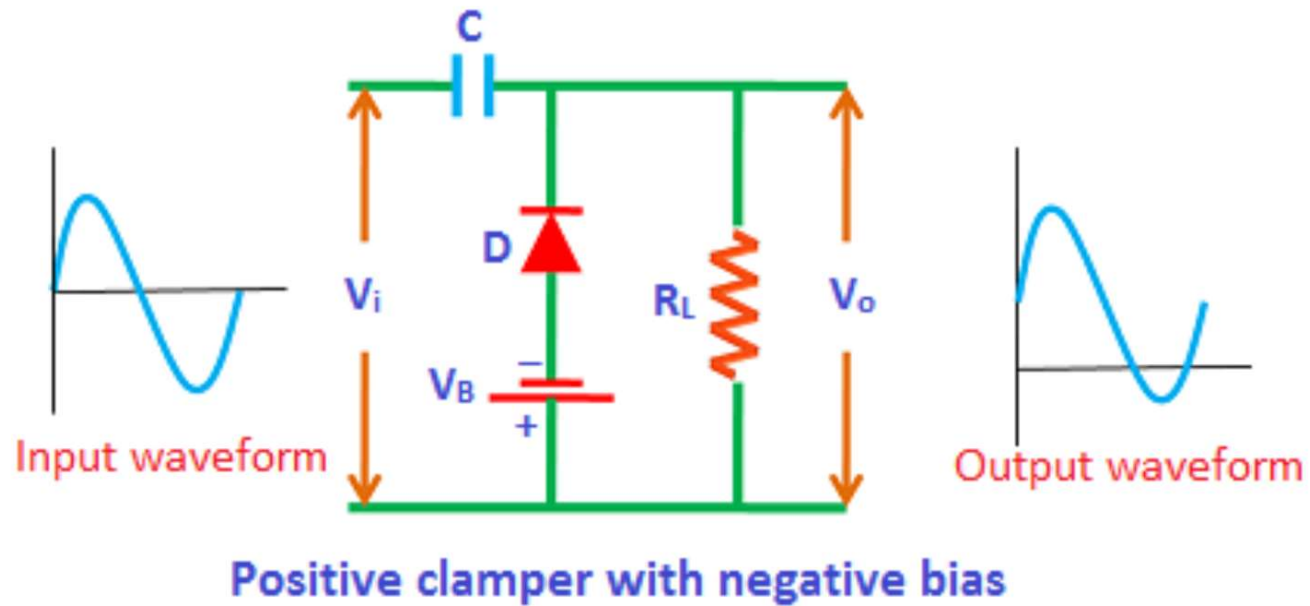 C
D
Vi
RL
Vo
−
VB
+
Input waveform
Output waveform
Positive clamper with negative bias